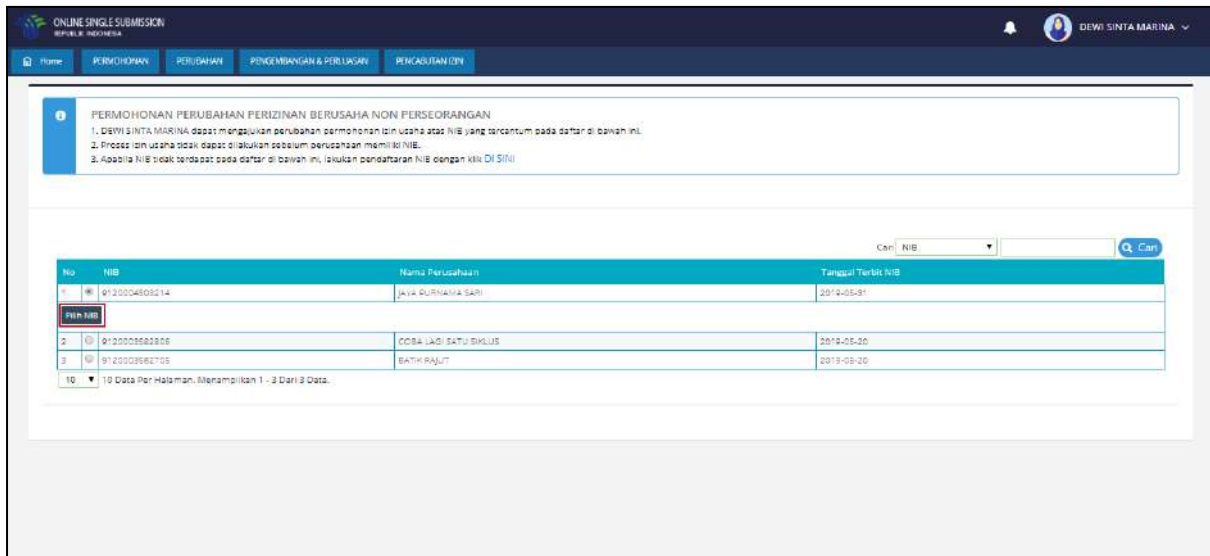 ONLINE SINGLE SUBMISSION
REPUBLIK INDONESIA
DEWI SINTA MARINA
Home PERMOHONAN PERUBAHAN PENGEMBANGAN & PERLUASAN PENCABUTAN IZIN
PERMOHONAN PERUBAHAN PERIZINAN BERUSAHA NON PERSEORANGAN
1. DEWI SINTA MARINA dapat mengajukan perubahan permohonan izin usaha atas NIB yang tercantum pada daftar di bawah ini.
2. Proses izin usaha tidak dapat dilakukan sebelum perusahaan memiliki NIB.
3. Apabila NIB tidak terdapat pada daftar di bawah ini, lakukan pendaftaran NIB dengan klik DI SINI
Cari NIB Cari
No NIB Nama Perusahaan Tanggal Terbit NIB
1 9120004503214 JAYA PURNAMA SARI 2019-05-31
Pilih NIB
2 COBA LAGI SATU SIKLUS 2019-05-20
3 BATIK RAJUT
10 10 Data Per Halaman. Menampilkan 1 - 3 Dari 3 Data.